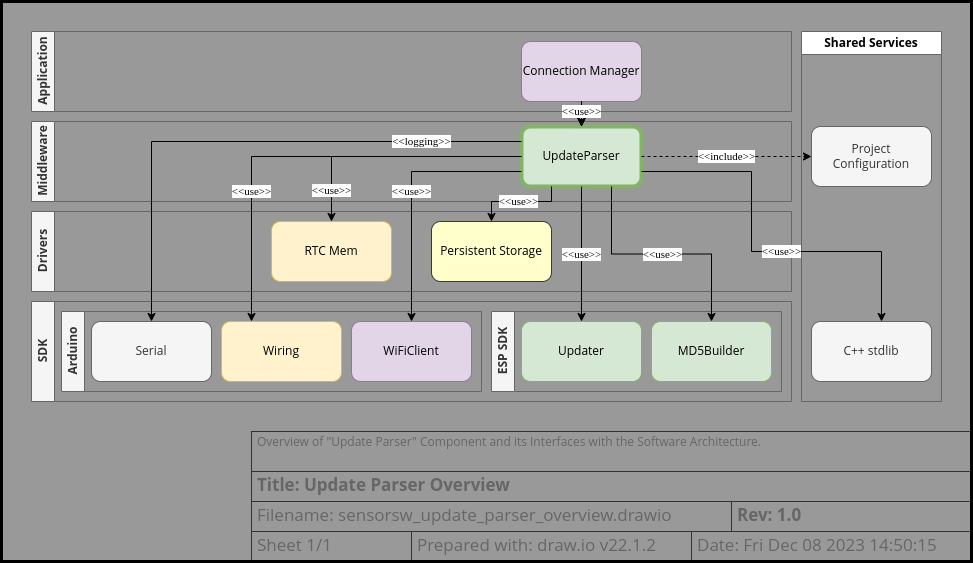 Shared Services
Application
Connection Manager
<<use>>
Middleware
<<logging>>
UpdateParser
<<include>>
Project
Configuration
<<use>>
<<use>>
<<use>>
<<use>>
Drivers
RTC Mem
Persistent Storage
<<use>>
<<use>>
<<use>>
SDK
Arduino
Serial
Wiring
WiFiClient
ESP SDK
Updater
MD5Builder
C++ stdlib
Overview of "Update Parser" Component and its Interfaces with the Software Architecture.
Title: Update Parser Overview
Filename: sensorsw_update_parser_overview.drawio
Rev: 1.0
Sheet 1/1
Prepared with: draw.io v22.1.2
Date: Fri Dec 08 2023 14:50:15